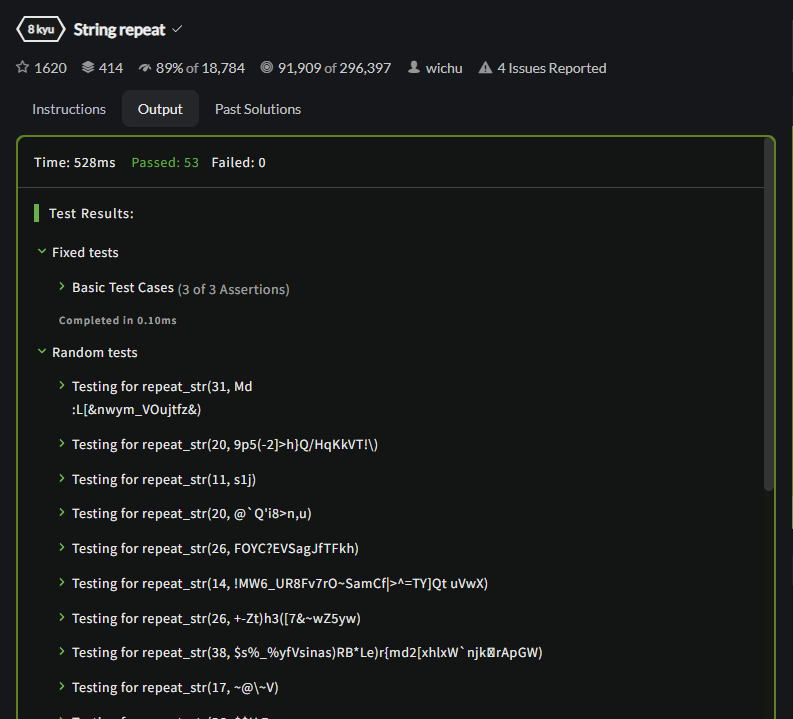 8 kyu String repeat
1620 414 89% of 18,784 91,909 of 296,397 wichu 4 Issues Reported
Instructions Output Past Solutions
Time: 528ms Passed: 53 Failed: 0
Test Results:
Fixed tests
Basic Test Cases (3 of 3 Assertions)
Completed in 0.10ms
Random tests
Testing for repeat_str(31, Md
:L[&nwym_VOujtfz&)
Testing for repeat_str(20, 9p5(-2]>h}Q/HqKkVT!\)
Testing for repeat_str(11, s1j)
Testing for repeat_str(20, @`Q'i8>n,u)
Testing for repeat_str(26, FOYC?EVSagJfTFkh)
Testing for repeat_str(14, !MW6_UR8Fv7rO~SamCf|>^=TY]Qt uVwX)
Testing for repeat_str(26, +-Zt)h3([7&~wZ5yw)
Testing for repeat_str(38, $s%_%yfVsinas)RB*Le)r{md2[xhlxW`njkrApGW)
Testing for repeat_str(17, ~@\~V)